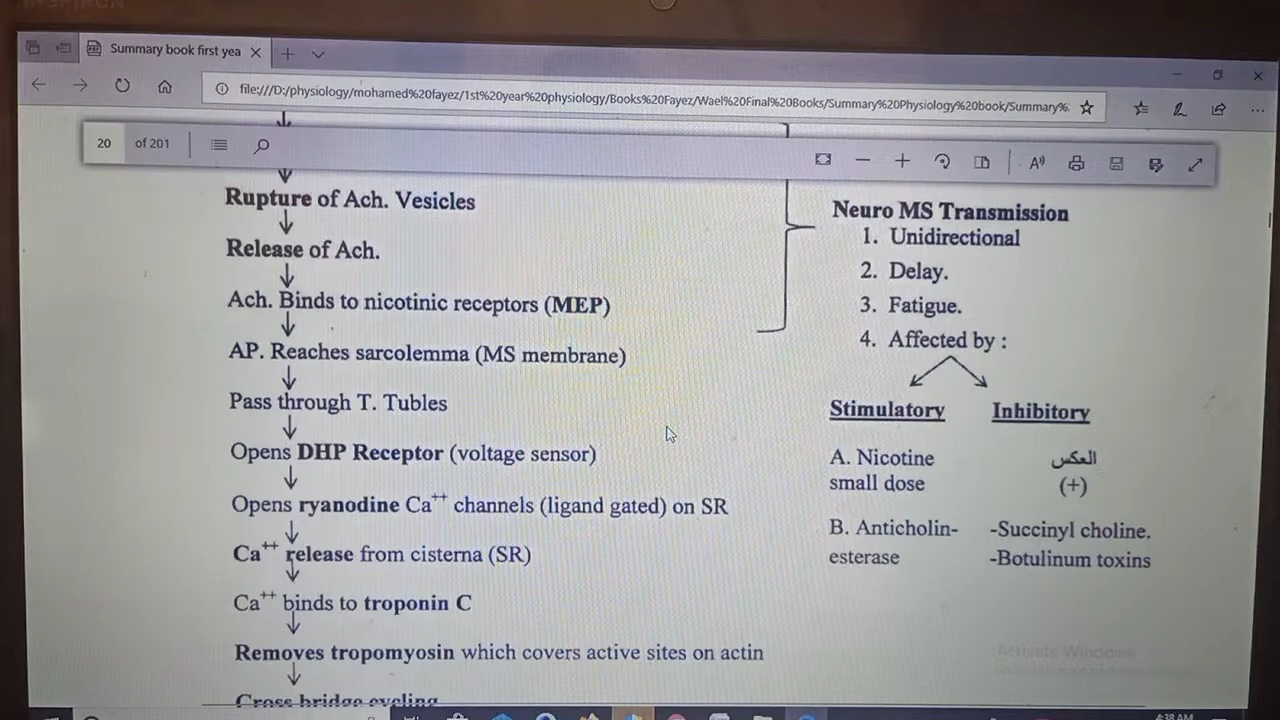 Summary book first yea
file:///D:/physiology/mohamed%20fayez/1st%20year%20physiology/Books%20Fayez/Wael%20Final%20Books/Summary%20Physiology%20book/Summary%
20 of 201
Rupture of Ach. Vesicles
Release of Ach.
Ach. Binds to nicotinic receptors (MEP)
AP. Reaches sarcolemma (MS membrane)
Pass through T. Tubles
Opens DHP Receptor (voltage sensor)
Opens ryanodine Ca++ channels (ligand gated) on SR
Ca++ release from cisterna (SR)
Ca++ binds to troponin C
Removes tropomyosin which covers active sites on actin
Cross bridge cycling
Neuro MS Transmission
1. Unidirectional
2. Delay.
3. Fatigue.
4. Affected by :
Stimulatory Inhibitory
A. Nicotine العكس
small dose (+)
B. Anticholin- -Succinyl choline.
esterase -Botulinum toxins
Activate Windows
4:38 AM